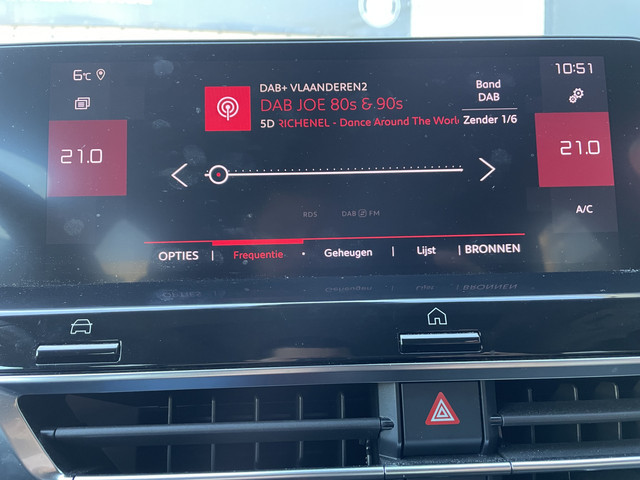 6°C
10:51
DAB+ VLAANDEREN2
DAB JOE 80s & 90s
5D RICHENEL - Dance Around The Worl
Band
DAB
Zender 1/6
21.0
21.0
RDS
DAB FM
A/C
OPTIES | Frequentie • Geheugen | Lijst | BRONNEN